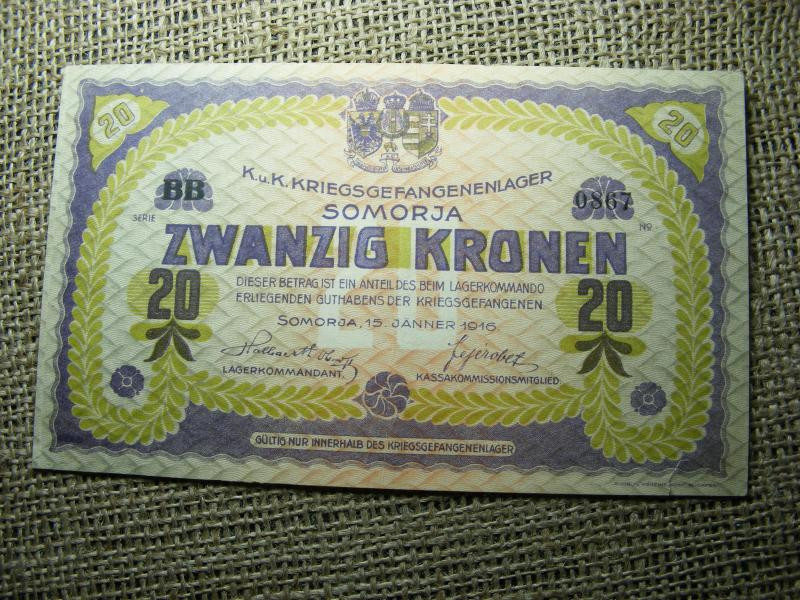 20
20
K.u.K. KRIEGSGEFANGENENLAGER
BB
0867
SERIE
SOMORJA
No
ZWANZIG KRONEN
20
20
20
DIESER BETRAG IST EIN ANTEIL DES BEIM LAGERKOMMANDO
ERLIEGENDEN GUTHABENS DER KRIEGSGEFANGENEN.
SOMORJA, 15. JÄNNER 1916.
LAGERKOMMANDANT.
KASSAKOMMISSIONSMITGLIED.
GÜLTIG NUR INNERHALB DES KRIEGSGEFANGENENLAGER